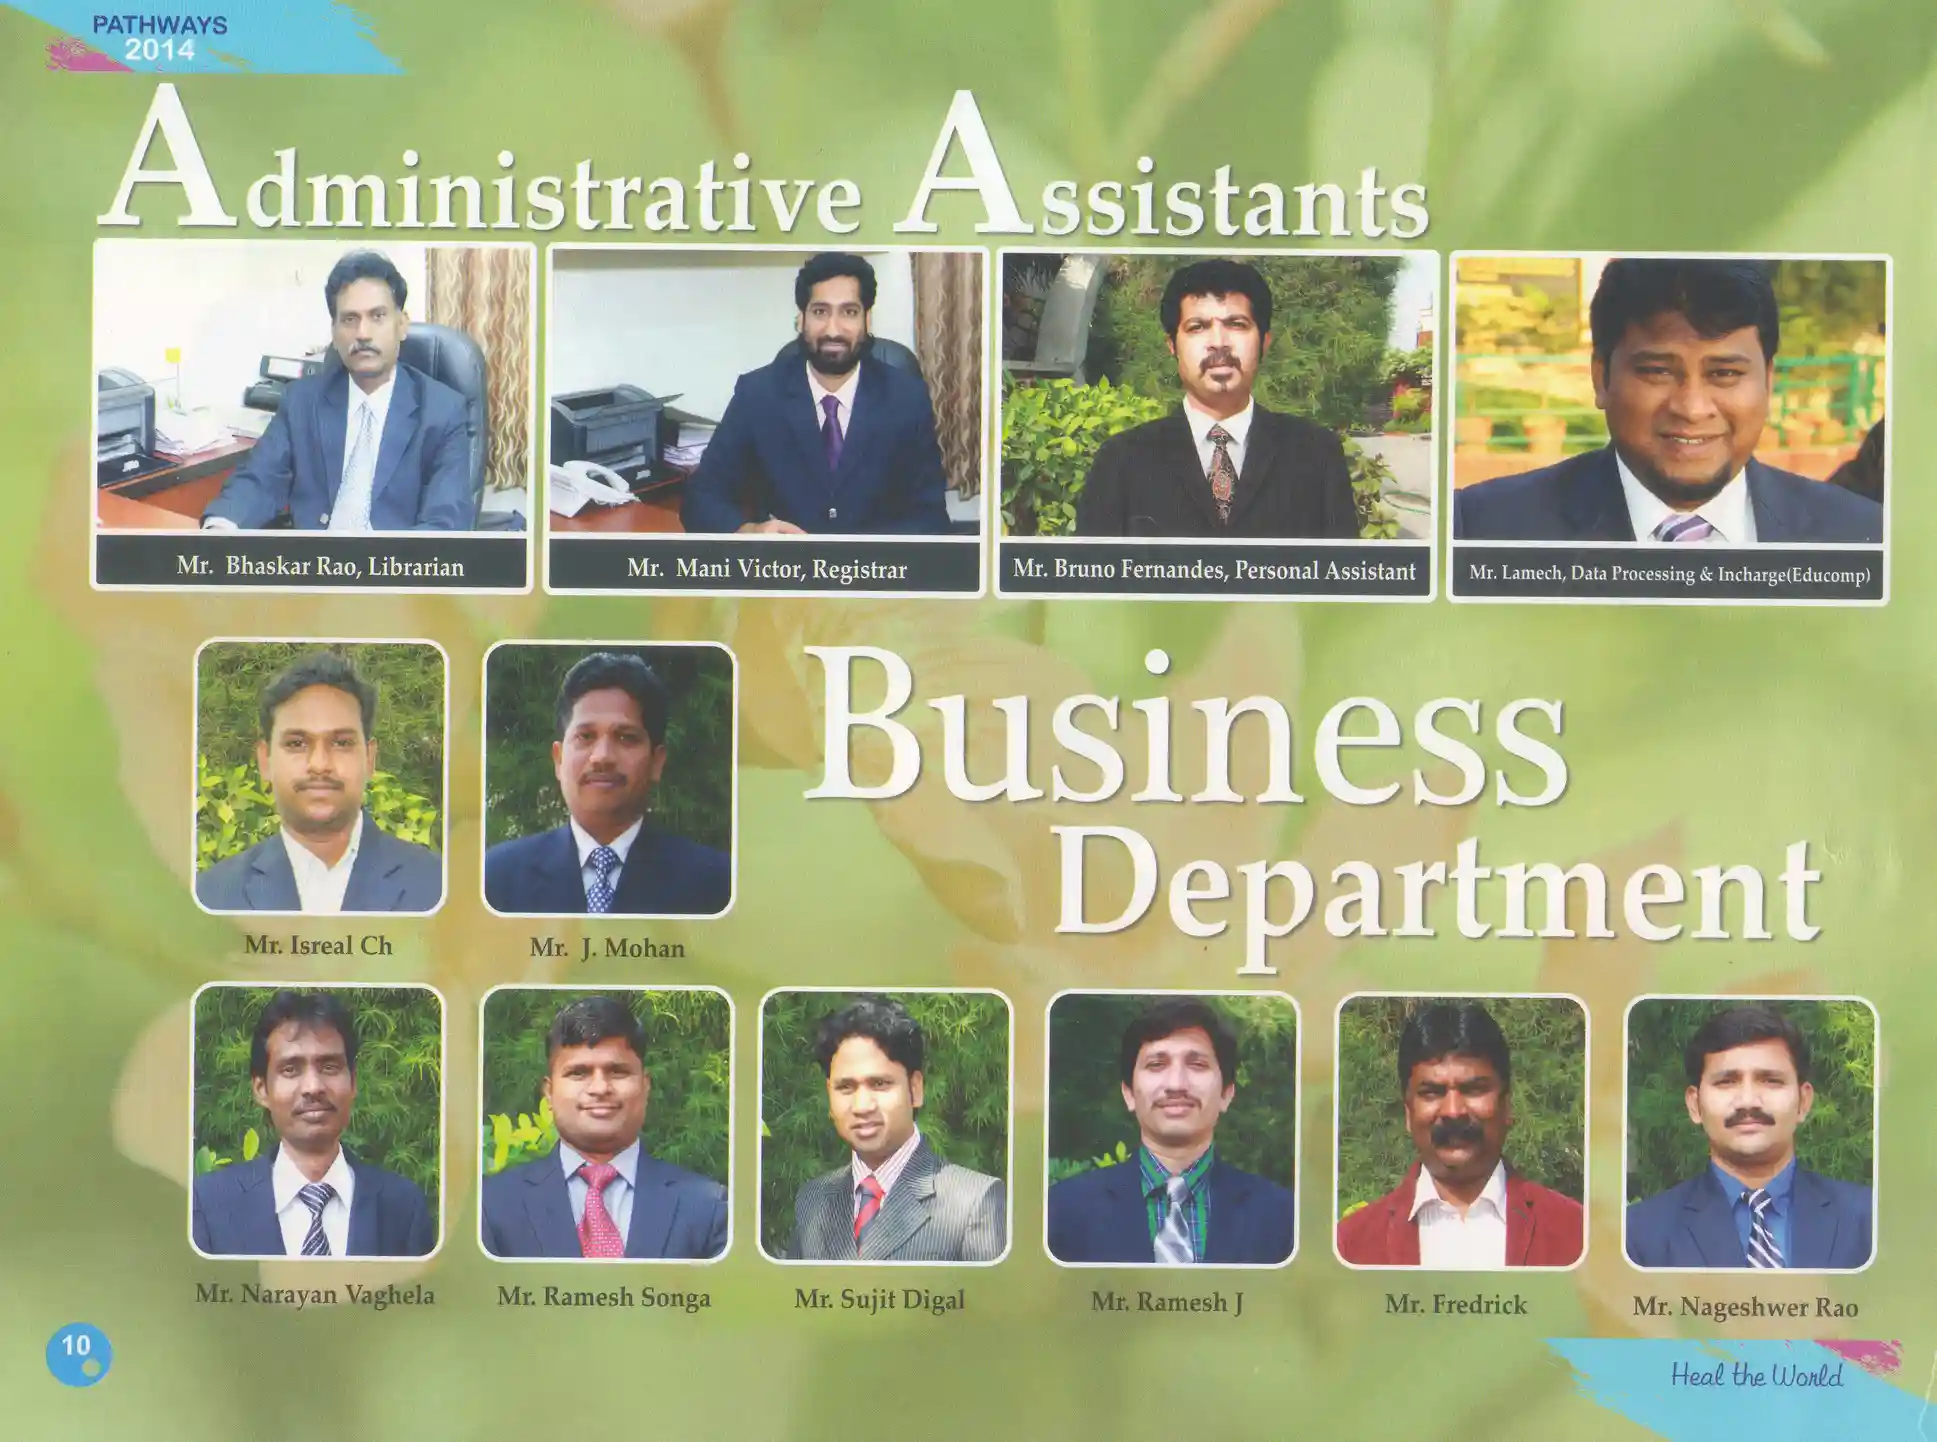 PATHWAYS
2014
Administrative Assistants
Mr. Bhaskar Rao, Librarian
Mr. Mani Victor, Registrar
Mr. Bruno Fernandes, Personal Assistant
Mr. Lamech, Data Processing & Incharge(Educomp)
Business
Department
Mr. Isreal Ch
Mr. J. Mohan
Mr. Narayan Vaghela
Mr. Ramesh Songa
Mr. Sujit Digal
Mr. Ramesh J
Mr. Fredrick
Mr. Nageshwer Rao
10
Heal the World